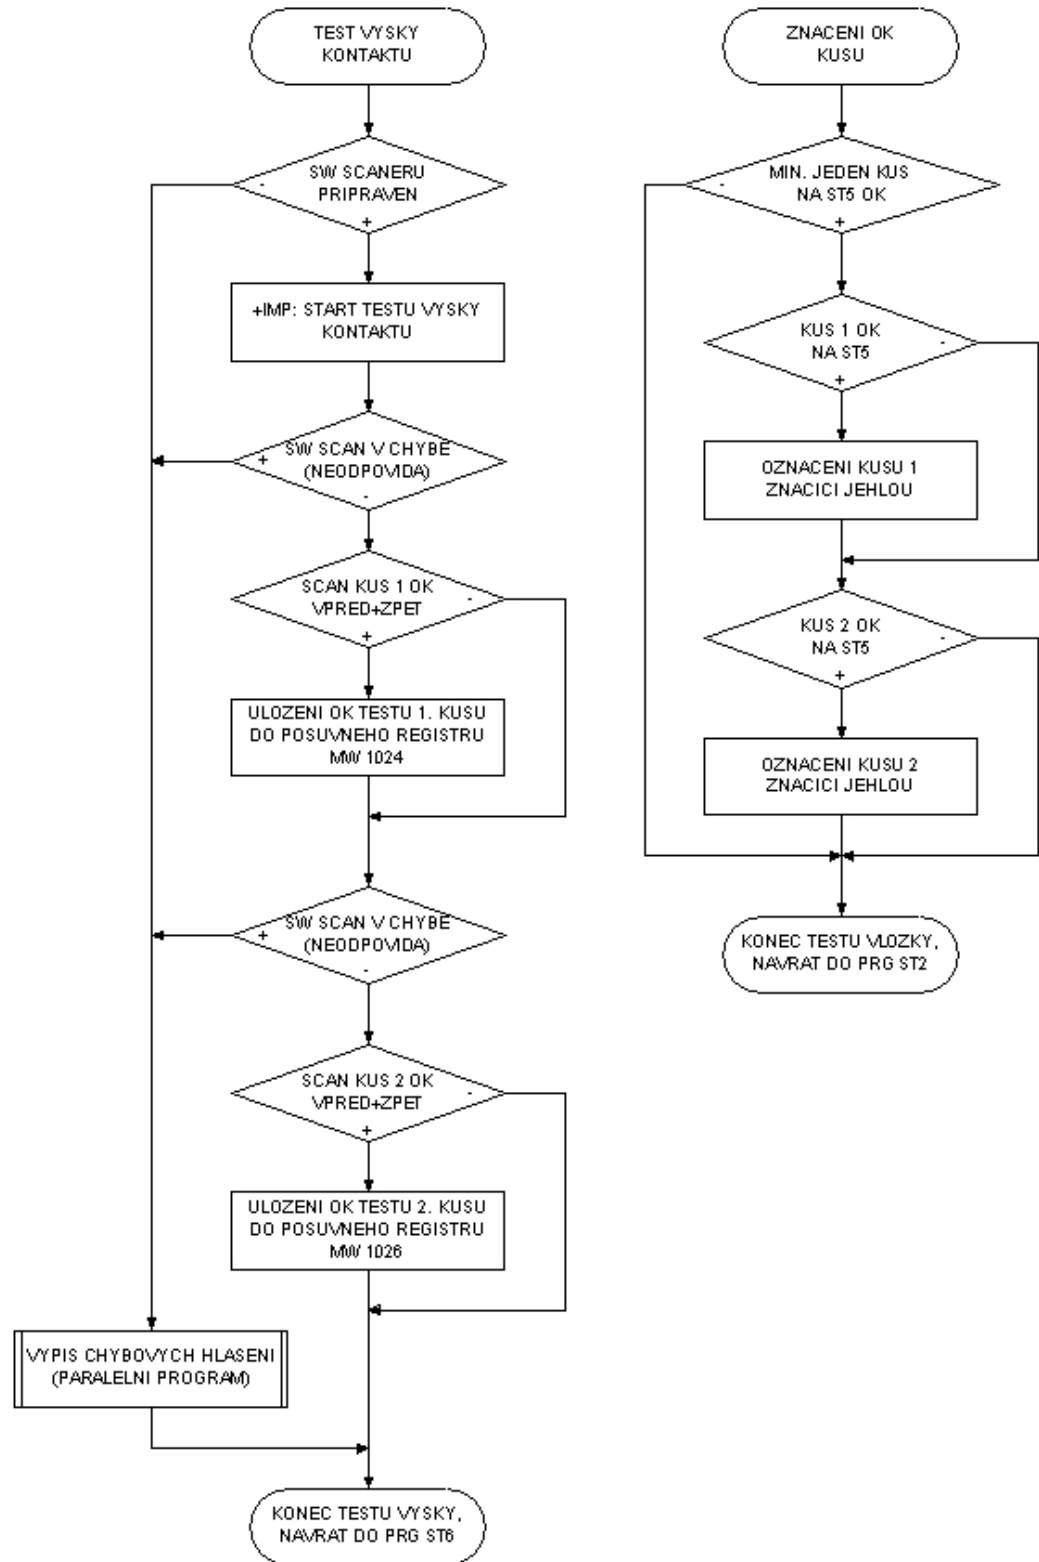 TEST VYSKY
KONTAKTU
SW SCANERU
PRIPRAVEN
-
+
+IMP: START TESTU VYSKY
KONTAKTU
SW SCAN V CHYBE
(NEODPOVIDA)
+
-
SCAN KUS 1 OK
VPRED+ZPET
-
+
ULOZENI OK TESTU 1. KUSU
DO POSUVNEHO REGISTRU
MW 1024
SW SCAN V CHYBE
(NEODPOVIDA)
+
-
SCAN KUS 2 OK
VPRED+ZPET
-
+
ULOZENI OK TESTU 2. KUSU
DO POSUVNEHO REGISTRU
MW 1026
VYPIS CHYBOVYCH HLASENI
(PARALELNI PROGRAM)
KONEC TESTU VYSKY,
NAVRAT DO PRG ST6
ZNACENI OK
KUSU
MIN. JEDEN KUS
NA ST5 OK
-
+
KUS 1 OK
NA ST5
-
+
OZNACENI KUSU 1
ZNACICI JEHLOU
KUS 2 OK
NA ST5
-
+
OZNACENI KUSU 2
ZNACICI JEHLOU
KONEC TESTU VLOZKY,
NAVRAT DO PRG ST2